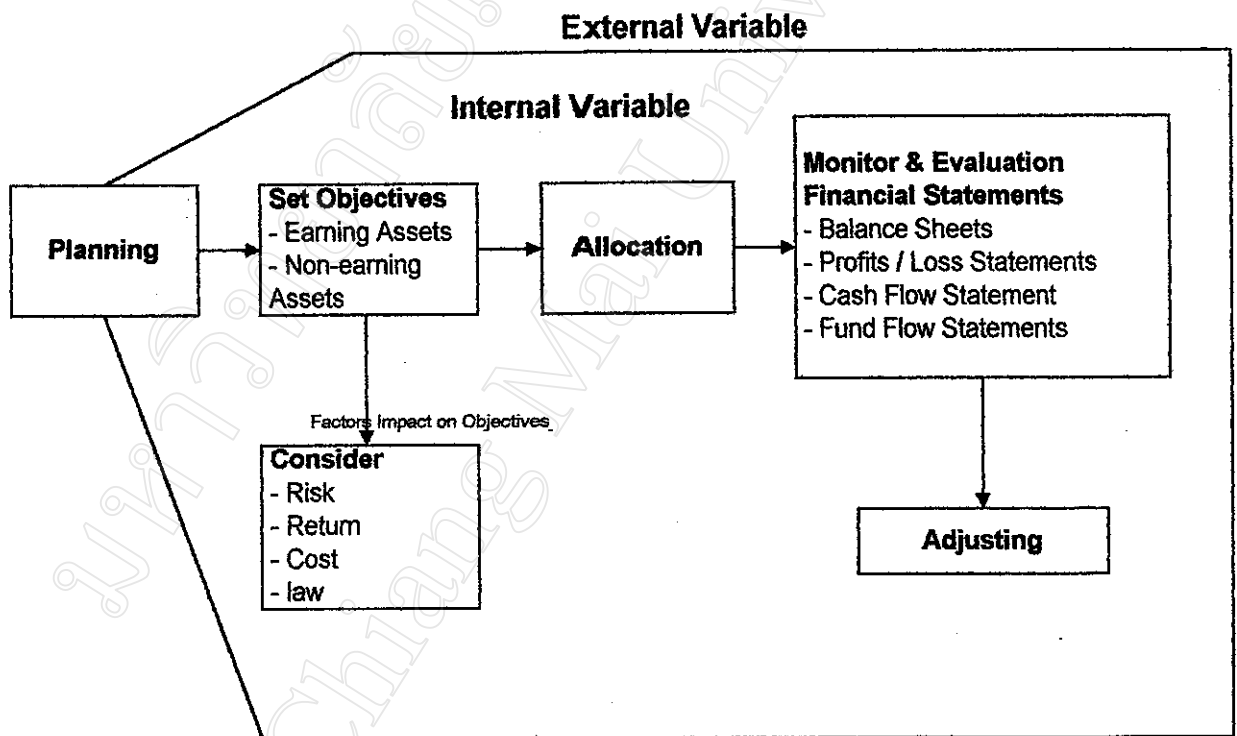 External Variable
Internal Variable
Planning
Set Objectives
- Earning Assets
- Non-earning
Assets
Allocation
Monitor & Evaluation
Financial Statements
- Balance Sheets
- Profits / Loss Statements
- Cash Flow Statement
- Fund Flow Statements
Factors Impact on Objectives
Consider
- Risk
- Return
- Cost
- law
Adjusting
Chiang Mai